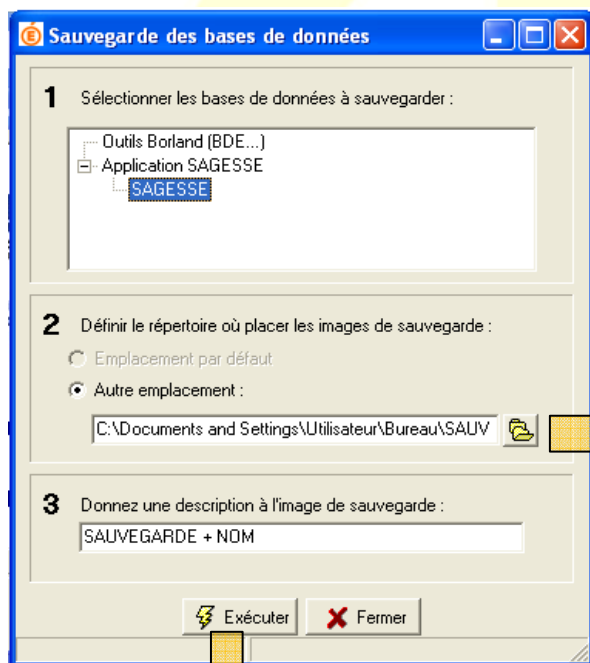 Sauvegarde des bases de données
1 Sélectionner les bases de données à sauvegarder :
Outils Borland (BDE...)
Application SAGESSE
SAGESSE
2 Définir le répertoire où placer les images de sauvegarde :
Emplacement par défaut
Autre emplacement :
C:\Documents and Settings\Utilisateur\Bureau\SAUV
3 Donnez une description à l'image de sauvegarde :
SAUVEGARDE + NOM
Exécuter Fermer